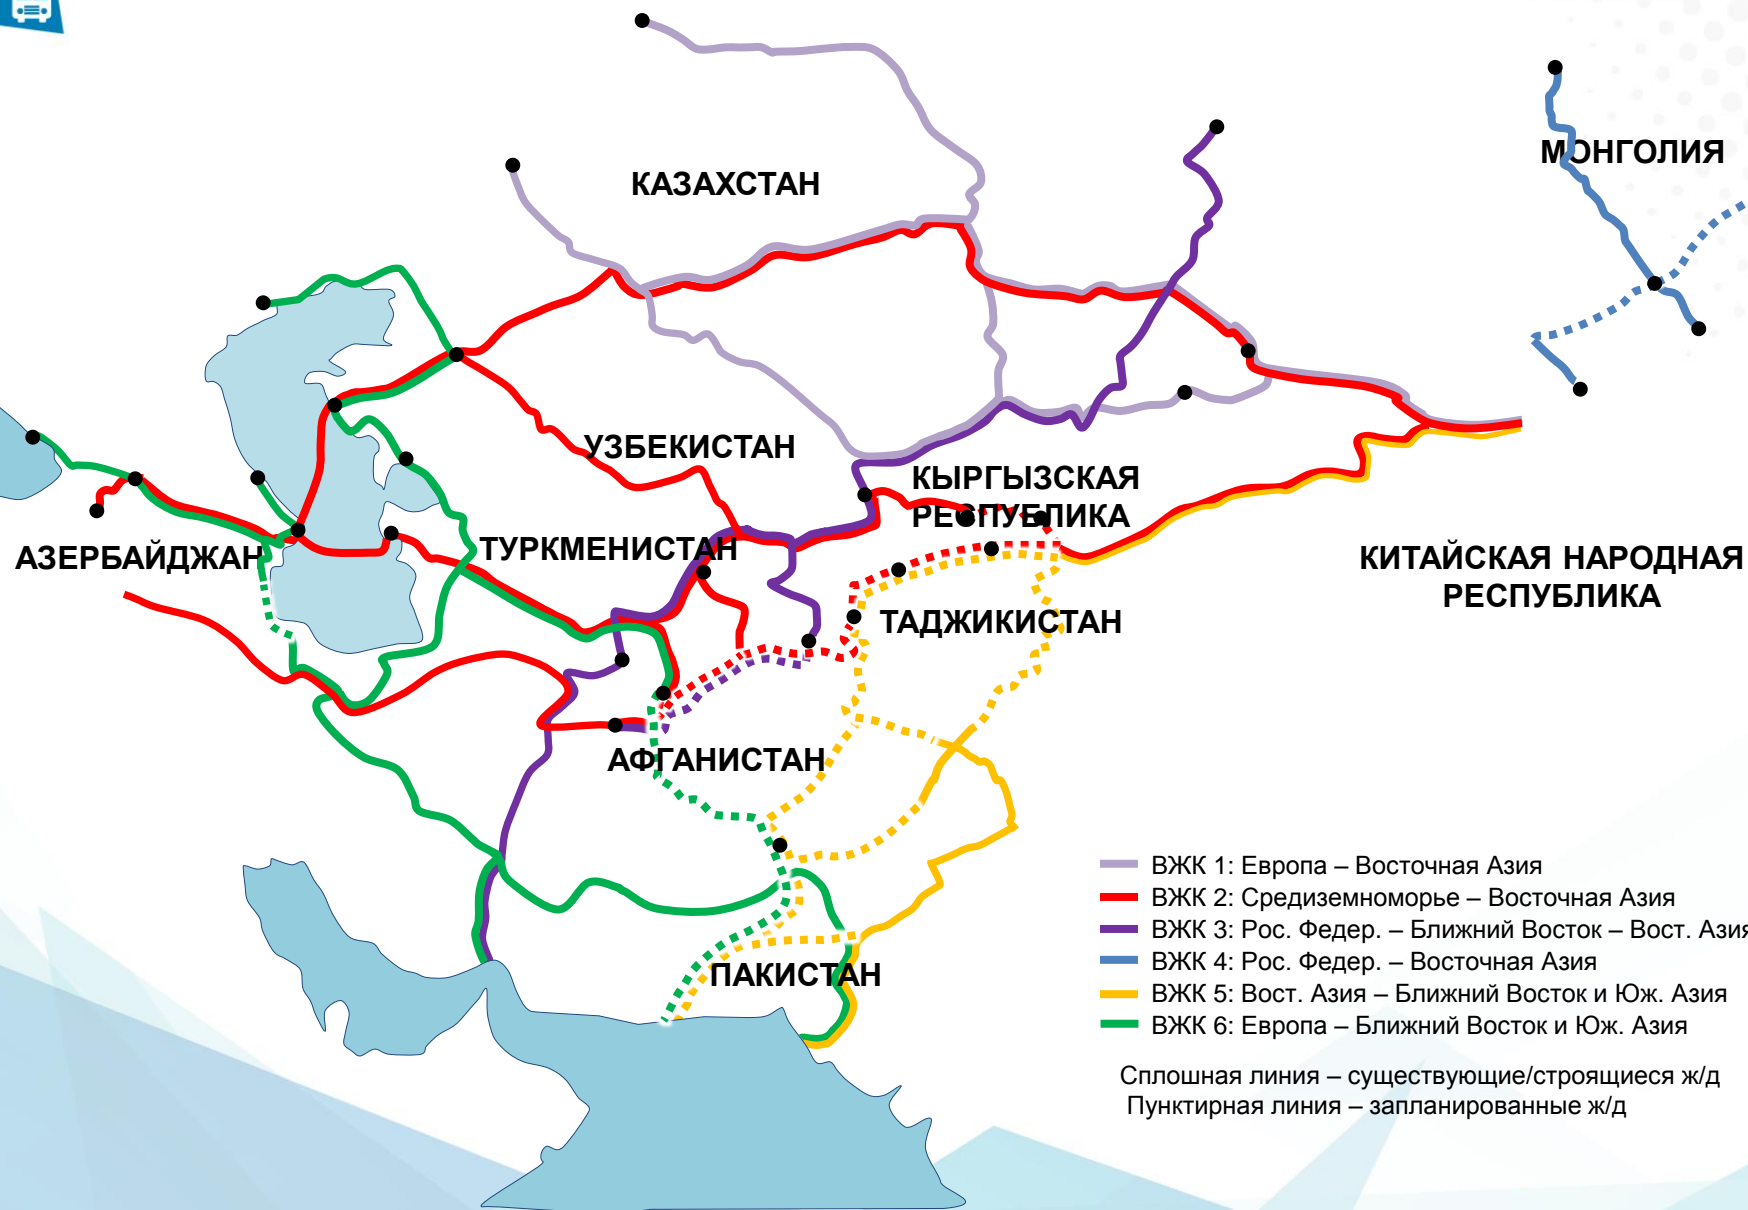 МОНГОЛИЯ
КАЗАХСТАН
УЗБЕКИСТАН
КЫРГЫЗСКАЯ
РЕСПУБЛИКА
АЗЕРБАЙДЖАН
ТУРКМЕНИСТАН
КИТАЙСКАЯ НАРОДНАЯ
РЕСПУБЛИКА
ТАДЖИКИСТАН
АФГАНИСТАН
ПАКИСТАН
ВЖК 1: Европа – Восточная Азия
ВЖК 2: Средиземноморье – Восточная Азия
ВЖК 3: Рос. Федер. – Ближний Восток – Вост. Азия
ВЖК 4: Рос. Федер. – Восточная Азия
ВЖК 5: Вост. Азия – Ближний Восток и Юж. Азия
ВЖК 6: Европа – Ближний Восток и Юж. Азия
Сплошная линия – существующие/строящиеся ж/д
Пунктирная линия – запланированные ж/д